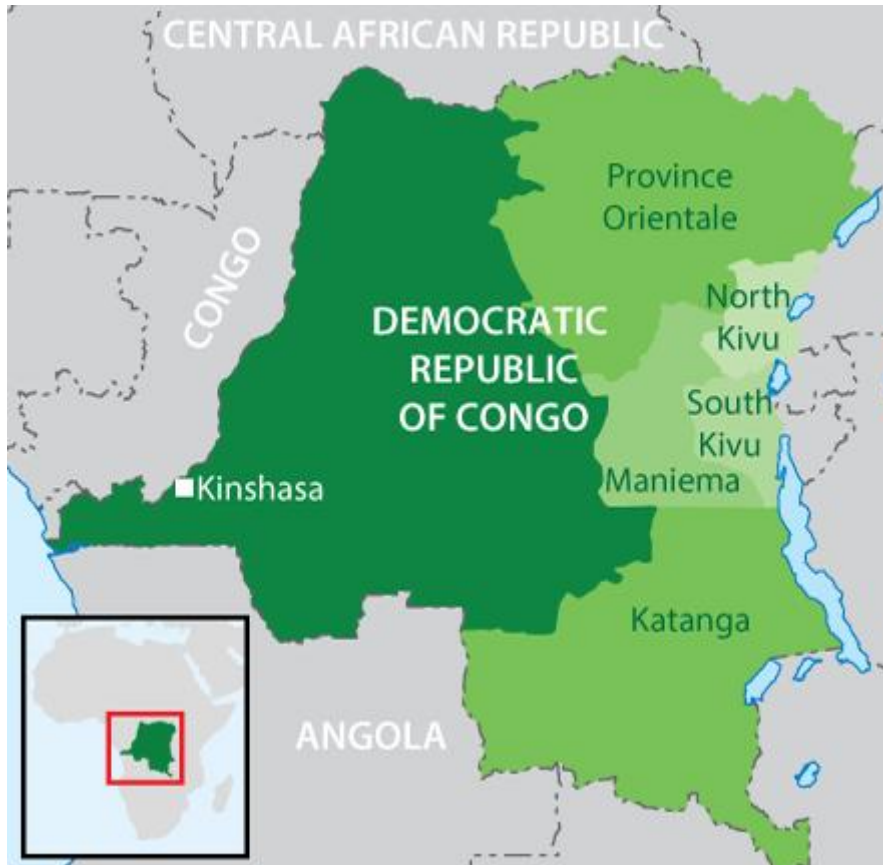 CENTRAL AFRICAN REPUBLIC
Province
Orientale
CONGO
North
Kivu
DEMOCRATIC
REPUBLIC
OF CONGO
South
Kivu
Maniema
Kinshasa
Katanga
ANGOLA